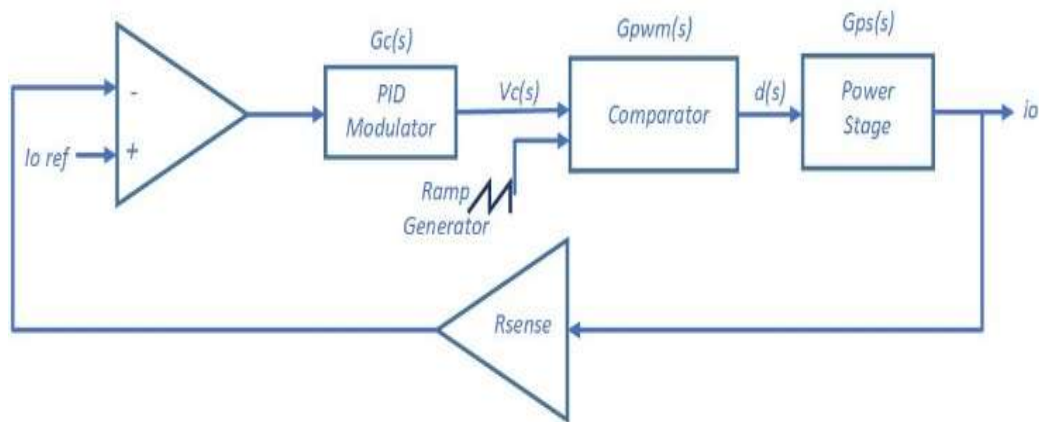 Gc(s)
Gpwm(s)
Gps(s)
-
PID
Modulator
Vc(s)
Comparator
d(s)
Power
Stage
io
Io ref
+
Ramp
Generator
Rsense